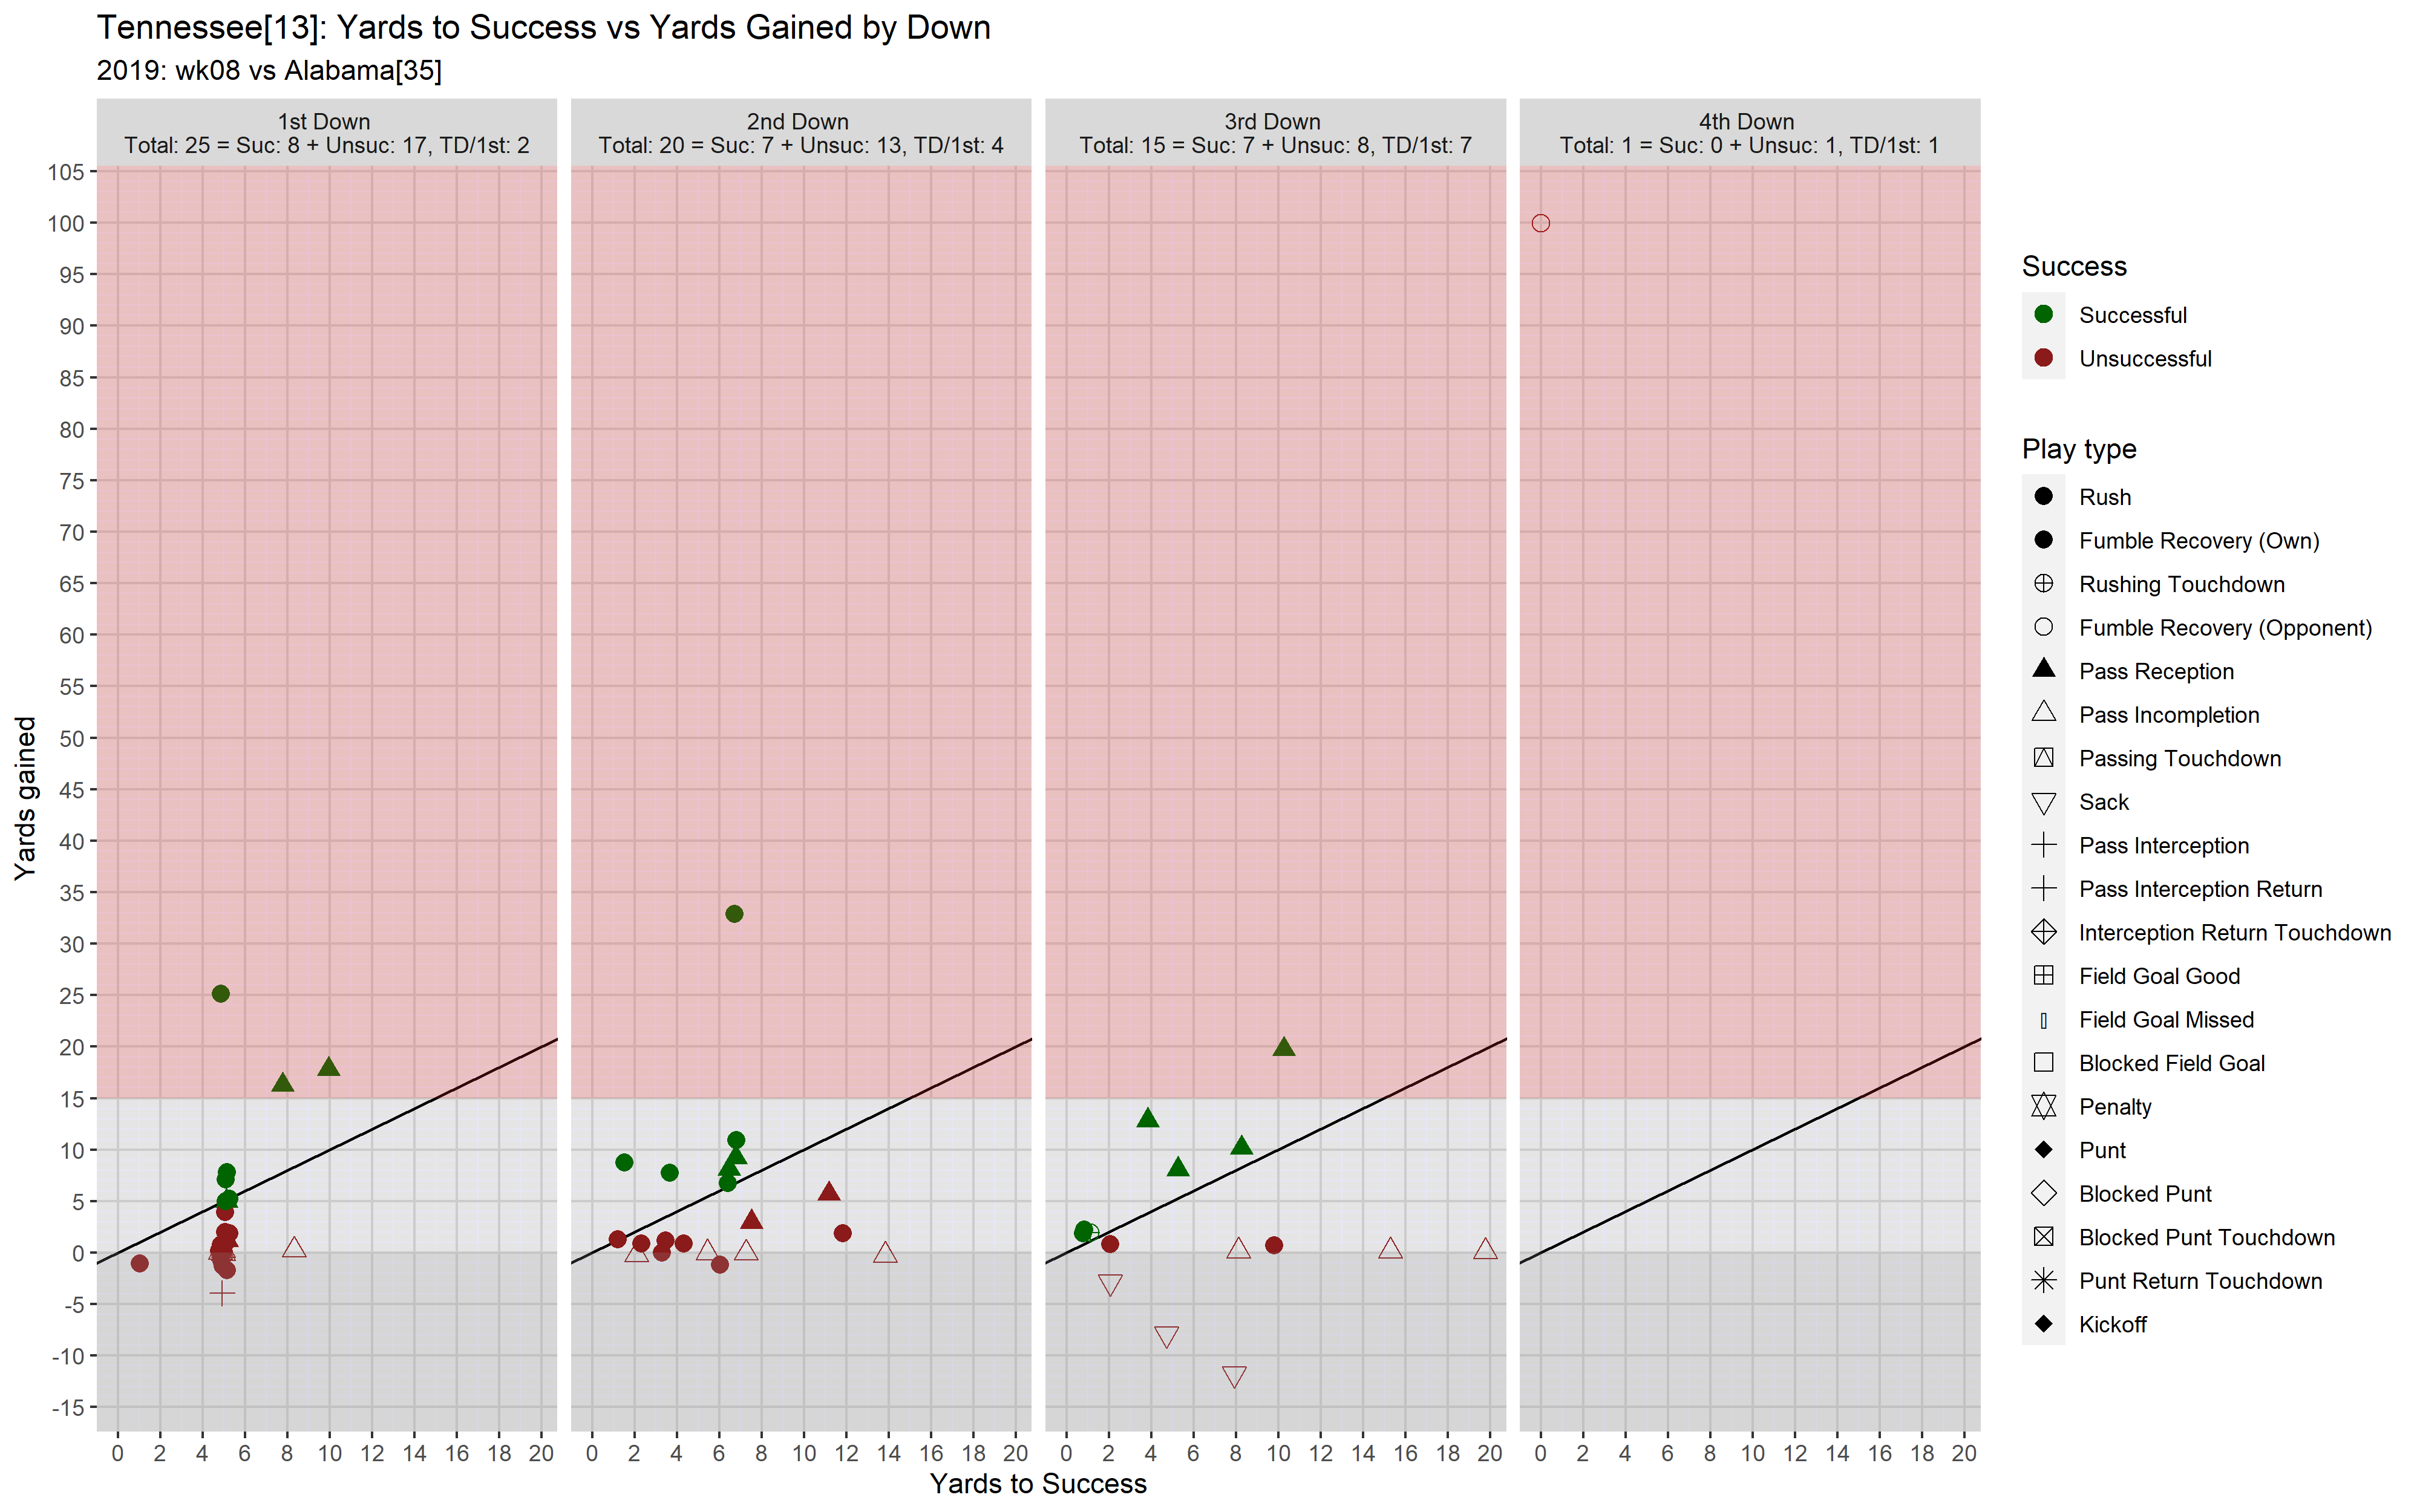 Tennessee[13]: Yards to Success vs Yards Gained by Down
2019: wk08 vs Alabama[35]
1st Down
Total: 25 = Suc: 8 + Unsuc: 17, TD/1st: 2
2nd Down
Total: 20 = Suc: 7 + Unsuc: 13, TD/1st: 4
3rd Down
Total: 15 = Suc: 7 + Unsuc: 8, TD/1st: 7
4th Down
Total: 1 = Suc: 0 + Unsuc: 1, TD/1st: 1
105
100
95
90
85
80
75
70
65
60
55
50
45
40
35
30
25
20
15
10
5
0
-5
-10
-15
Yards gained
0 2 4 6 8 10 12 14 16 18 20
0 2 4 6 8 10 12 14 16 18 20
0 2 4 6 8 10 12 14 16 18 20
0 2 4 6 8 10 12 14 16 18 20
Yards to Success
Success
Successful
Unsuccessful
Play type
Rush
Fumble Recovery (Own)
Rushing Touchdown
Fumble Recovery (Opponent)
Pass Reception
Pass Incompletion
Passing Touchdown
Sack
Pass Interception
Pass Interception Return
Interception Return Touchdown
Field Goal Good
Field Goal Missed
Blocked Field Goal
Penalty
Punt
Blocked Punt
Blocked Punt Touchdown
Punt Return Touchdown
Kickoff